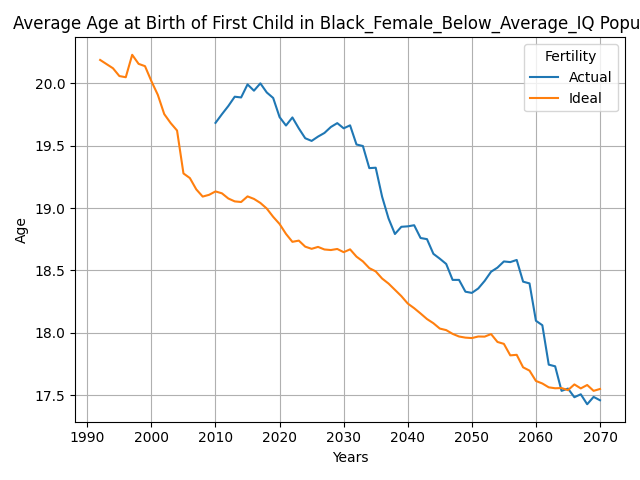 Average Age at Birth of First Child in Black_Female_Below_Average_IQ Popu
Fertility
Actual
Ideal
20.0
19.5
19.0
18.5
18.0
17.5
Age
1990 2000 2010 2020 2030 2040 2050 2060 2070
Years